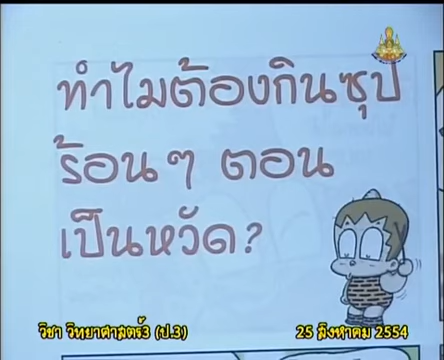 ทำไมต้องกินซุป
ร้อนๆ ตอน
เป็นหวัด?
วิชา วิทยาศาสตร์3 (ป.3)
25 สิงหาคม 2554